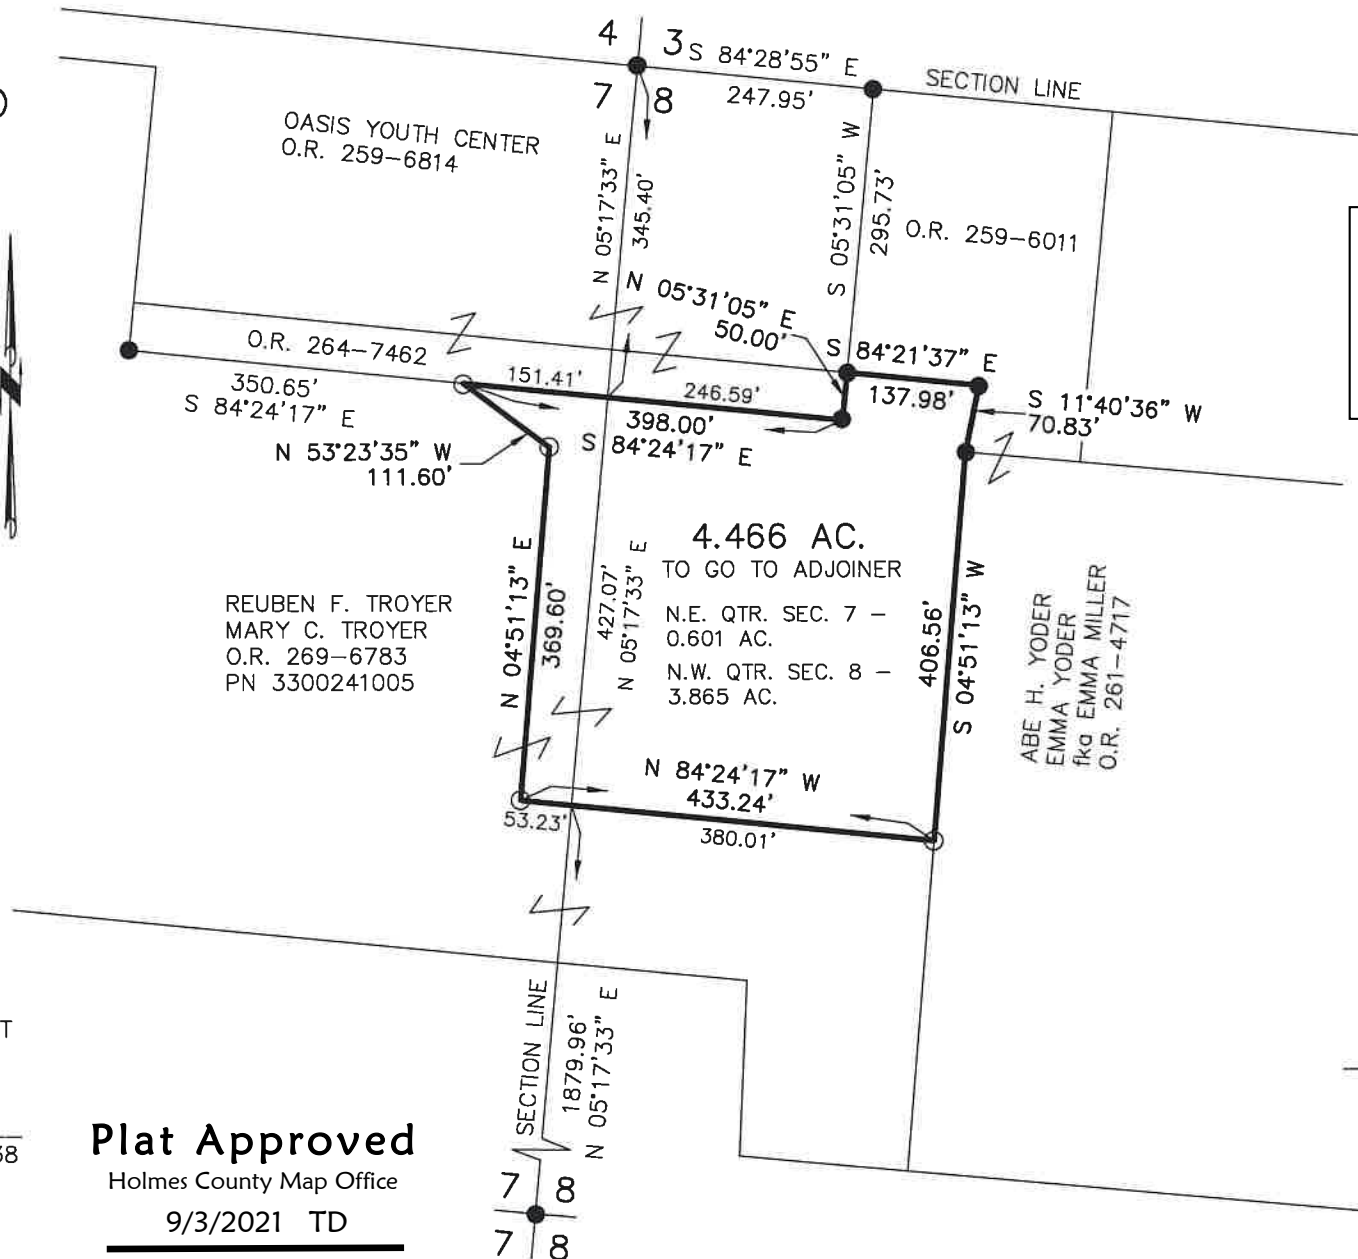 4
3
S 84°28'55" E
247.95'
SECTION LINE
7
8
OASIS YOUTH CENTER
O.R. 259-6814
N 05°17'33" E
345.40'
S 05°31'05" W
295.73'
O.R. 259-6011
N 05°31'05" E
50.00'
O.R. 264-7462
350.65'
S 84°24'17" E
151.41'
246.59'
398.00'
S 84°24'17" E
S 84°21'37" E
137.98'
S 11°40'36" W
70.83'
N 53°23'35" W
111.60'
4.466 AC.
TO GO TO ADJOINER
N.E. QTR. SEC. 7 -
0.601 AC.
N.W. QTR. SEC. 8 -
3.865 AC.
N 04°51'13" E
369.60'
427.07'
N 05°17'33" E
406.56'
S 04°51'13" W
REUBEN F. TROYER
MARY C. TROYER
O.R. 269-6783
PN 3300241005
ABE H. YODER
EMMA YODER
fka EMMA MILLER
O.R. 261-4717
N 84°24'17" W
433.24'
53.23'
380.01'
SECTION LINE
1879.96'
N 05°17'33" E
T
38
Plat Approved
Holmes County Map Office
9/3/2021 TD
7
8
7
8